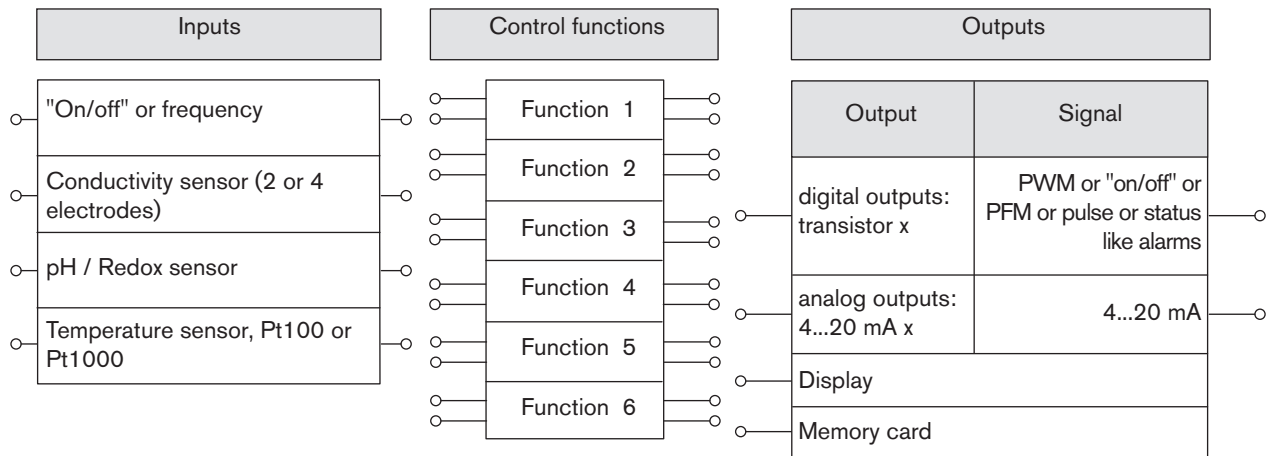 Inputs
"On/off" or frequency
Conductivity sensor (2 or 4
electrodes)
pH / Redox sensor
Temperature sensor, Pt100 or
Pt1000
Control functions
Function 1
Function 2
Function 3
Function 4
Function 5
Function 6
Outputs
Output
Signal
digital outputs:
transistor x
PWM or "on/off" or
PFM or pulse or status
like alarms
analog outputs:
4...20 mA x
4...20 mA
Display
Memory card